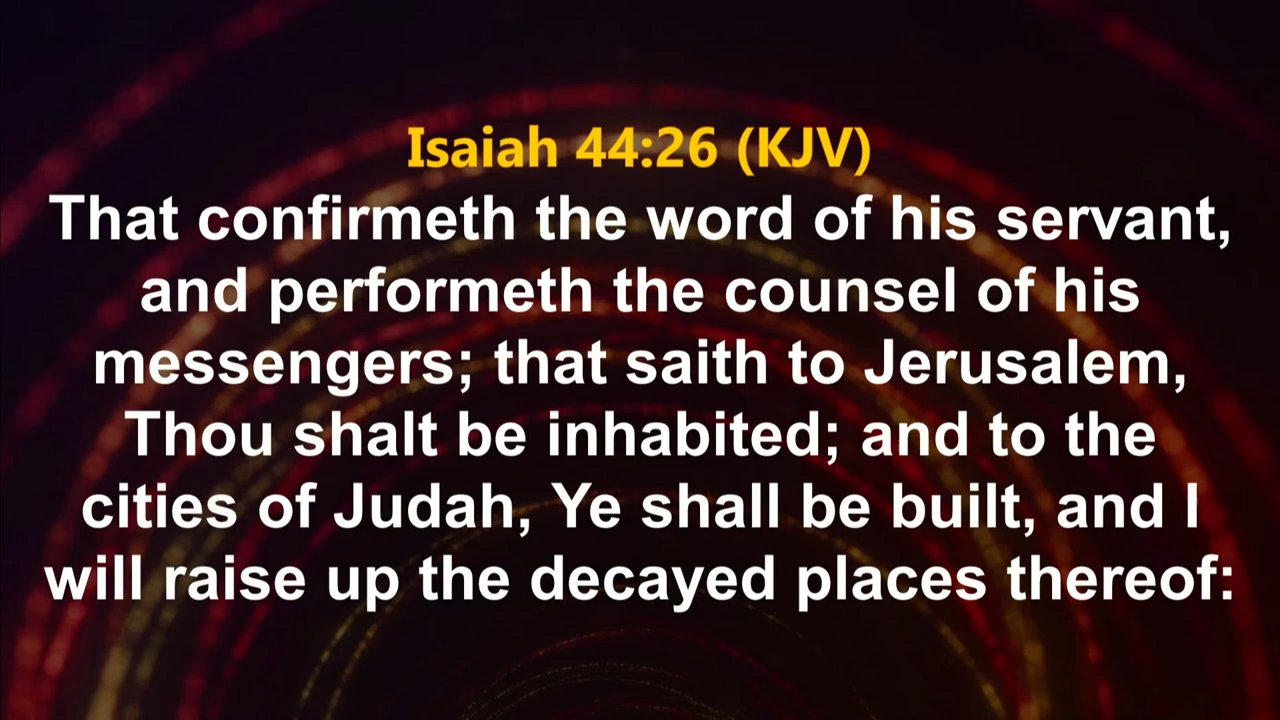 Isaiah 44:26 (KJV)
That confirmeth the word of his servant,
and performeth the counsel of his
messengers; that saith to Jerusalem,
Thou shalt be inhabited; and to the
cities of Judah, Ye shall be built, and I
will raise up the decayed places thereof: